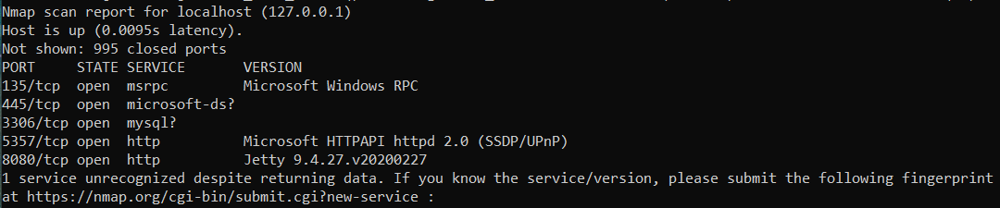 Nmap scan report for localhost (127.0.0.1)
Host is up (0.0095s latency).
Not shown: 995 closed ports
PORT     STATE SERVICE       VERSION
135/tcp  open  msrpc         Microsoft Windows RPC
445/tcp  open  microsoft-ds?
3306/tcp open  mysql?
5357/tcp open  http          Microsoft HTTPAPI httpd 2.0 (SSDP/UPnP)
8080/tcp open  http          Jetty 9.4.27.v20200227
1 service unrecognized despite returning data. If you know the service/version, please submit the following fingerprint
at https://nmap.org/cgi-bin/submit.cgi?new-service :